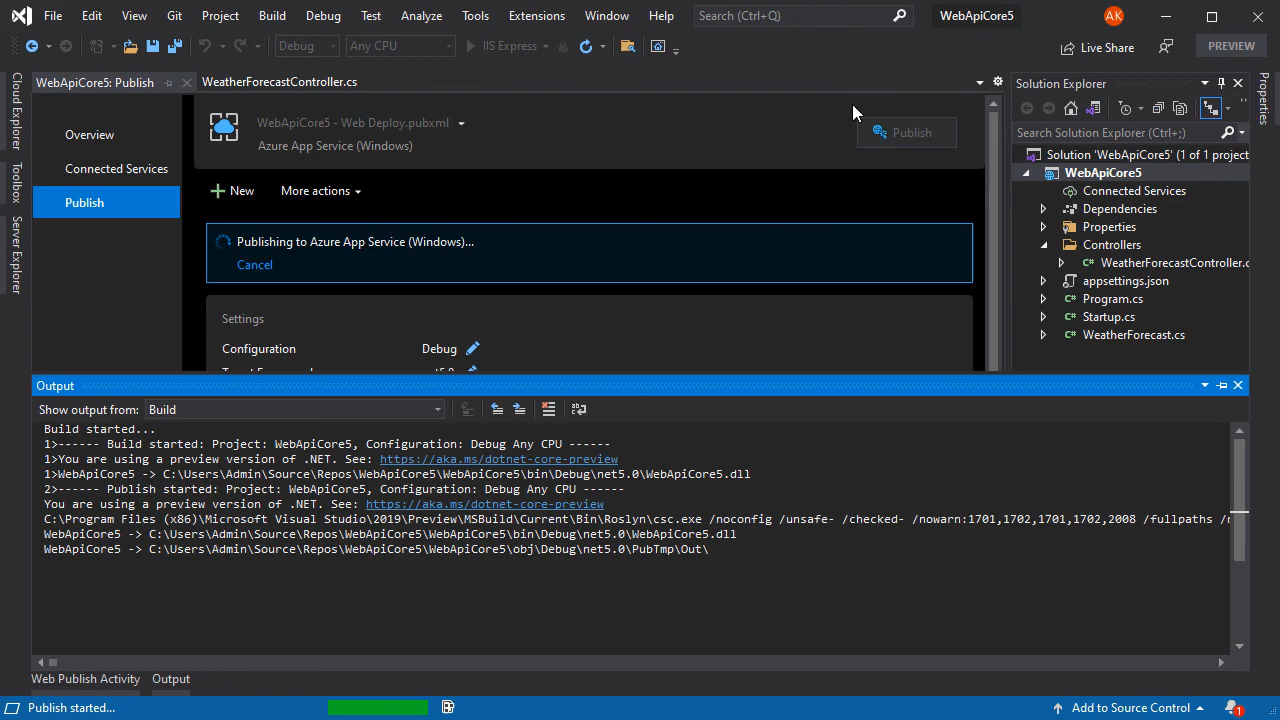 File Edit View Git Project Build Debug Test Analyze Tools Extensions Window Help Search (Ctrl+Q) WebApiCore5 AK
Debug Any CPU IIS Express Live Share PREVIEW
Cloud Explorer
Toolbox
Server Explorer
WebApiCore5: Publish WeatherForecastController.cs
Overview
Connected Services
Publish
WebApiCore5 - Web Deploy.pubxml
Azure App Service (Windows)
Publish
New More actions
Publishing to Azure App Service (Windows)...
Cancel
Settings
Configuration Debug
Solution Explorer
Search Solution Explorer (Ctrl+;)
Solution 'WebApiCore5' (1 of 1 project
WebApiCore5
Connected Services
Dependencies
Properties
Controllers
WeatherForecastController.c
appsettings.json
Program.cs
Startup.cs
WeatherForecast.cs
Properties
Output
Show output from: Build
Build started...
1>------ Build started: Project: WebApiCore5, Configuration: Debug Any CPU ------
1>You are using a preview version of .NET. See: https://aka.ms/dotnet-core-preview
1>WebApiCore5 -> C:\Users\Admin\Source\Repos\WebApiCore5\WebApiCore5\bin\Debug\net5.0\WebApiCore5.dll
2>------ Publish started: Project: WebApiCore5, Configuration: Debug Any CPU ------
You are using a preview version of .NET. See: https://aka.ms/dotnet-core-preview
C:\Program Files (x86)\Microsoft Visual Studio\2019\Preview\MSBuild\Current\Bin\Roslyn\csc.exe /noconfig /unsafe- /checked- /nowarn:1701,1702,1701,1702,2008 /fullpaths
WebApiCore5 -> C:\Users\Admin\Source\Repos\WebApiCore5\WebApiCore5\bin\Debug\net5.0\WebApiCore5.dll
WebApiCore5 -> C:\Users\Admin\Source\Repos\WebApiCore5\WebApiCore5\obj\Debug\net5.0\PubTmp\Out\
Web Publish Activity Output
Publish started... Add to Source Control 1